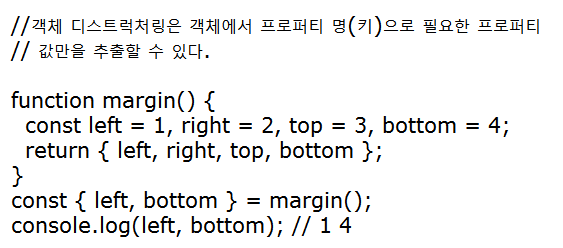 //객체 디스트럭처링은 객체에서 프로퍼티 명(키)으로 필요한 프로퍼티
// 값만을 추출할 수 있다.
function margin() {
const left = 1, right = 2, top = 3, bottom = 4;
return { left, right, top, bottom };
}
const { left, bottom } = margin();
console.log(left, bottom); // 1 4